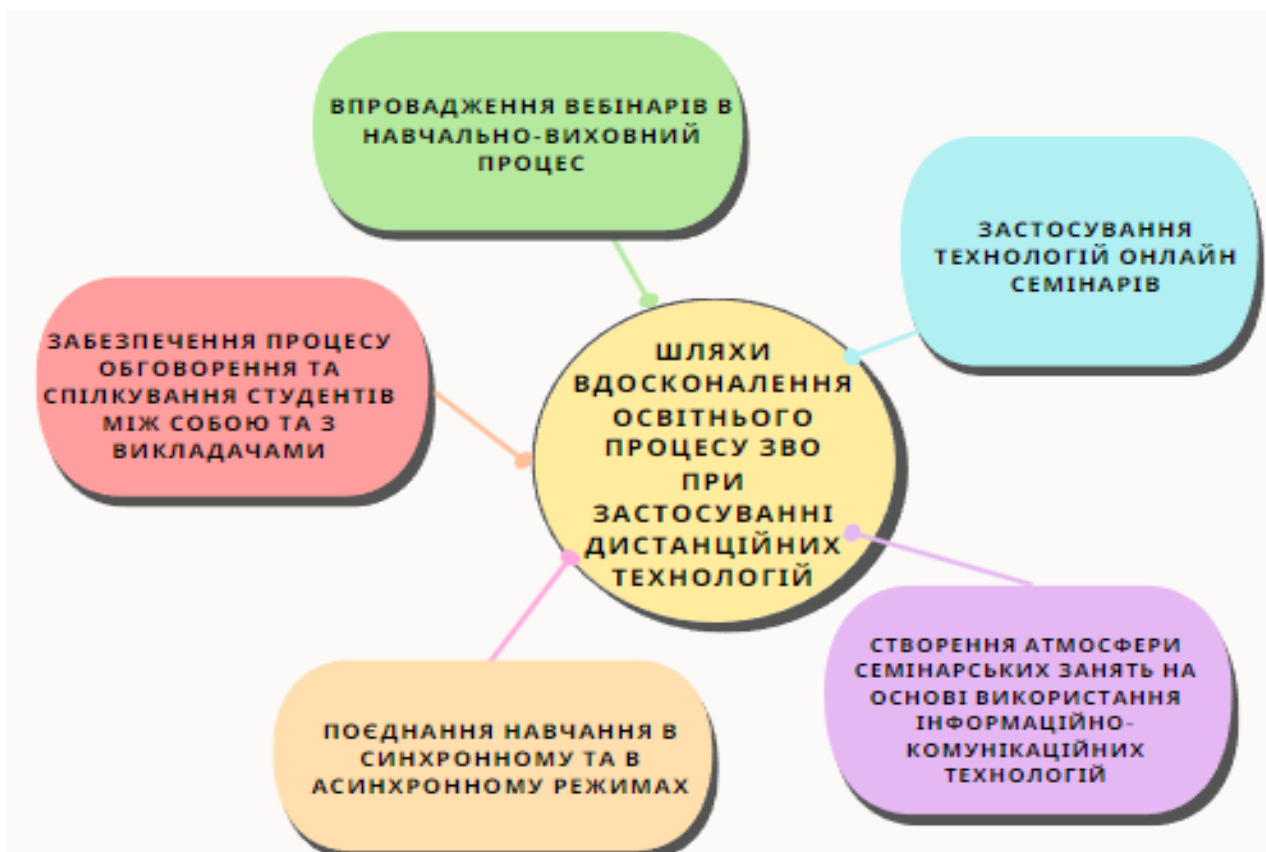 ВПРОВАДЖЕННЯ ВЕБІНАРІВ В
НАВЧАЛЬНО-ВИХОВНИЙ
ПРОЦЕС
ЗАСТОСУВАННЯ
ТЕХНОЛОГІЙ ОНЛАЙН
СЕМІНАРІВ
ЗАБЕЗПЕЧЕННЯ ПРОЦЕСУ
ОБГОВОРЕННЯ ТА
СПІЛКУВАННЯ СТУДЕНТІВ
МІЖ СОБОЮ ТА З
ВИКЛАДАЧАМИ
ШЛЯХИ
ВДОСКОНАЛЕННЯ
ОСВІТНЬОГО
ПРОЦЕСУ ЗВО
ПРИ
ЗАСТОСУВАННІ
ДИСТАНЦІЙНИХ
ТЕХНОЛОГІЙ
СТВОРЕННЯ АТМОСФЕРИ
СЕМІНАРСЬКИХ ЗАНЯТЬ НА
ОСНОВІ ВИКОРИСТАННЯ
ІНФОРМАЦІЙНО-
КОМУНІКАЦІЙНИХ
ТЕХНОЛОГІЙ
ПОЄДНАННЯ НАВЧАННЯ В
СИНХРОННОМУ ТА В
АСИНХРОННОМУ РЕЖИМАХ